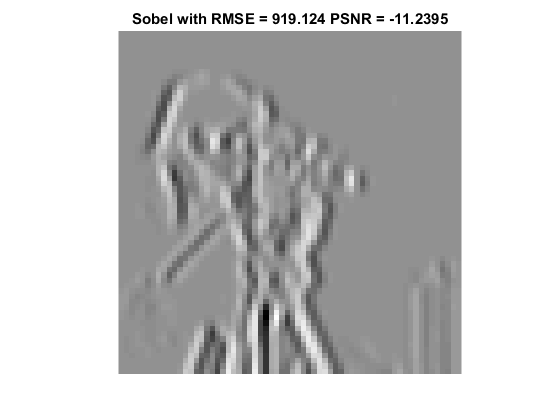 Sobel with RMSE = 919.124 PSNR = -11.2395